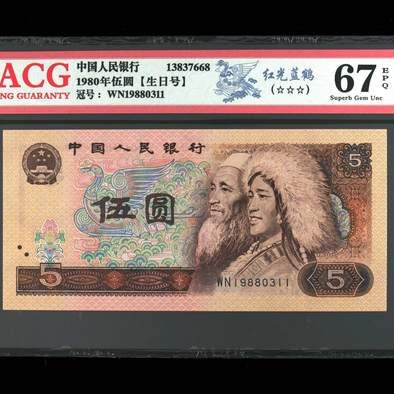 ACG
NG GUARANTY
中国人民银行 13837668
1980年伍圆【生日号】
冠号：WN19880311
红光蓝鹤
(☆☆☆)
67 EPQ
Superb Gem Unc
中国人民银行
5
伍圆
5
5
WN19880311